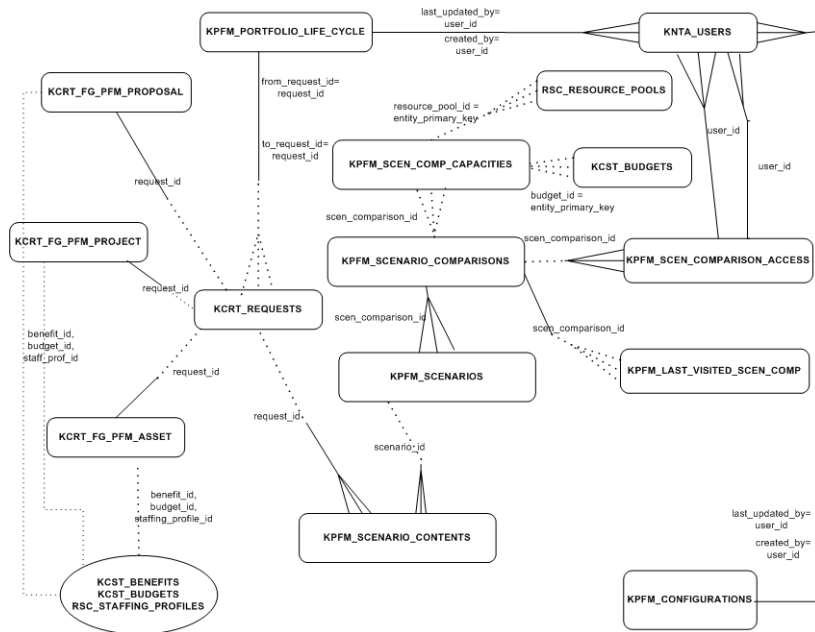 last_updated_by=
user_id
KPFM_PORTFOLIO_LIFE_CYCLE
KNTA_USERS
created_by=
user_id
from_request_id=
request_id
KCRT_FG_PFM_PROPOSAL
RSC_RESOURCE_POOLS
resource_pool_id =
entity_primary_key
user_id
to_request_id=
request_id
KPFM_SCEN_COMP_CAPACITIES
KCST_BUDGETS
user_id
request_id
budget_id =
entity_primary_key
scen_comparison_id
scen_comparison_id
KCRT_FG_PFM_PROJECT
KPFM_SCENARIO_COMPARISONS
KPFM_SCEN_COMPARISON_ACCESS
request_id
KCRT_REQUESTS
scen_comparison_id
scen_comparison_id
benefit_id,
budget_id,
staff_prof_id
request_id
KPFM_SCENARIOS
KPFM_LAST_VISITED_SCEN_COMP
request_id
KCRT_FG_PFM_ASSET
scenario_id
benefit_id,
budget_id,
staffing_profile_id
last_updated_by=
user_id
created_by=
user_id
KPFM_SCENARIO_CONTENTS
KCST_BENEFITS
KCST_BUDGETS
RSC_STAFFING_PROFILES
KPFM_CONFIGURATIONS